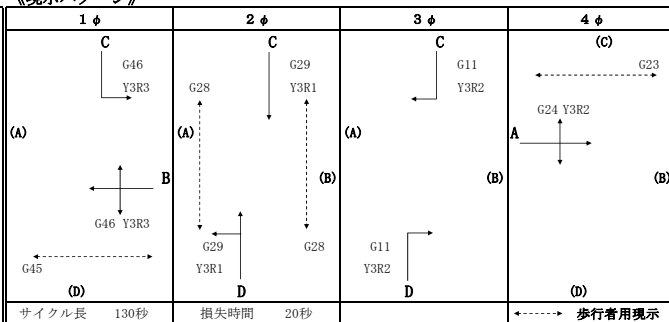 《現示パターン》
1φ 2φ 3φ 4φ
C
G46
Y3R3
(A)
B
G46 Y3R3
G45
(D)
C
G29
Y3R1
G28
(A)
(B)
G29
Y3R1
G28
D
C
G11
Y3R2
(A)
(B)
G11
Y3R2
D
(C)
G23
G24 Y3R2
A
(B)
(D)
サイクル長 130秒 損失時間 20秒 歩行者用現示